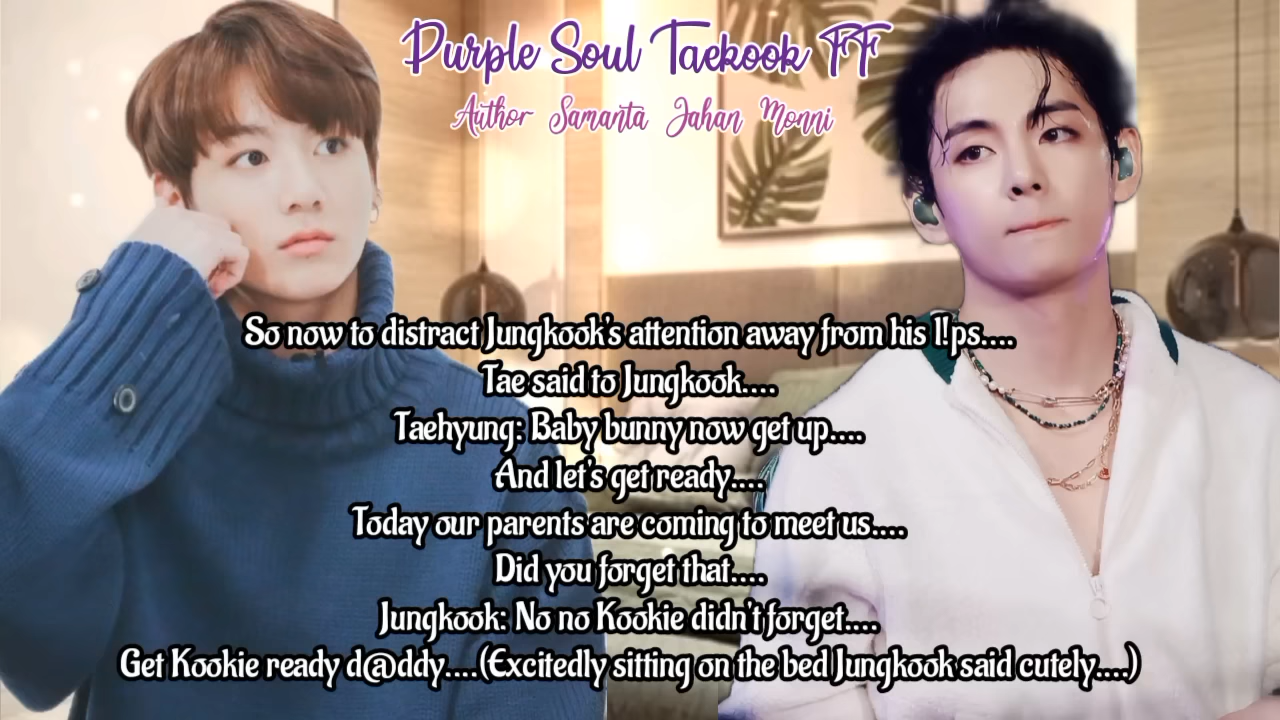 Purple Soul Taekook FF
Author Samanta Jahan Monni
So now to distract Jungkook's attention away from his l!ps....
Tae said to Jungkook....
Taehyung: Baby bunny now get up....
And let's get ready....
Today our parents are coming to meet us....
Did you forget that....
Jungkook: No no Kookie didn't forget....
Get Kookie ready d@ddy....(Excitedly sitting on the bed Jungkook said cutely....)